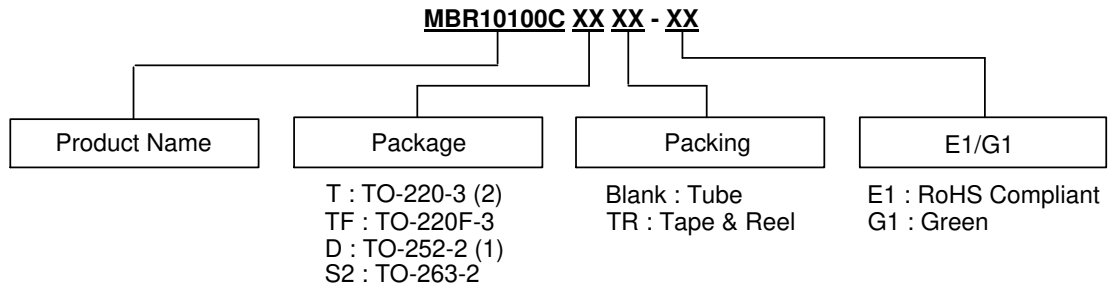 MBR10100C XX XX - XX
Product Name
Package
Packing
E1/G1
T : TO-220-3 (2)
TF : TO-220F-3
D : TO-252-2 (1)
S2 : TO-263-2
Blank : Tube
TR : Tape & Reel
E1 : RoHS Compliant
G1 : Green